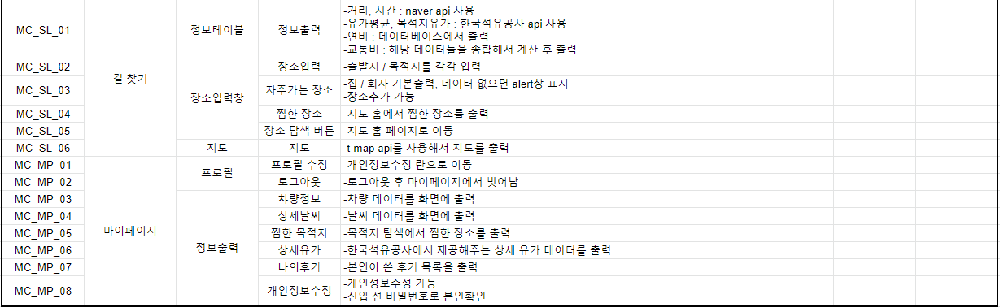 MC_SL_01
길 찾기
정보테이블
정보출력
-거리, 시간 : naver api 사용
-유가평균, 목적지유가 : 한국석유공사 api 사용
-연비 : 데이터베이스에서 출력
-교통비 : 해당 데이터들을 종합해서 계산 후 출력
MC_SL_02
장소입력창
장소입력
-출발지 / 목적지를 각각 입력
MC_SL_03
자주가는 장소
-집 / 회사 기본출력, 데이터 없으면 alert창 표시
-장소추가 가능
MC_SL_04
찜한 장소
-지도 홈에서 찜한 장소를 출력
MC_SL_05
장소 탐색 버튼
-지도 홈 페이지로 이동
MC_SL_06
지도
지도
-t-map api를 사용해서 지도를 출력
MC_MP_01
마이페이지
프로필
프로필 수정
-개인정보수정 란으로 이동
MC_MP_02
로그아웃
-로그아웃 후 마이페이지에서 벗어남
MC_MP_03
정보출력
챠량정보
-차량 데이터를 화면에 출력
MC_MP_04
상세날씨
-날씨 데이터를 화면에 출력
MC_MP_05
찜한 목적지
-목적지 탐색에서 찜한 장소를 출력
MC_MP_06
상세유가
-한국석유공사에서 제공해주는 상세 유가 데이터를 출력
MC_MP_07
나의후기
-본인이 쓴 후기 목록을 출력
MC_MP_08
개인정보수정
-개인정보수정 가능
-진입 전 비밀번호로 본인확인